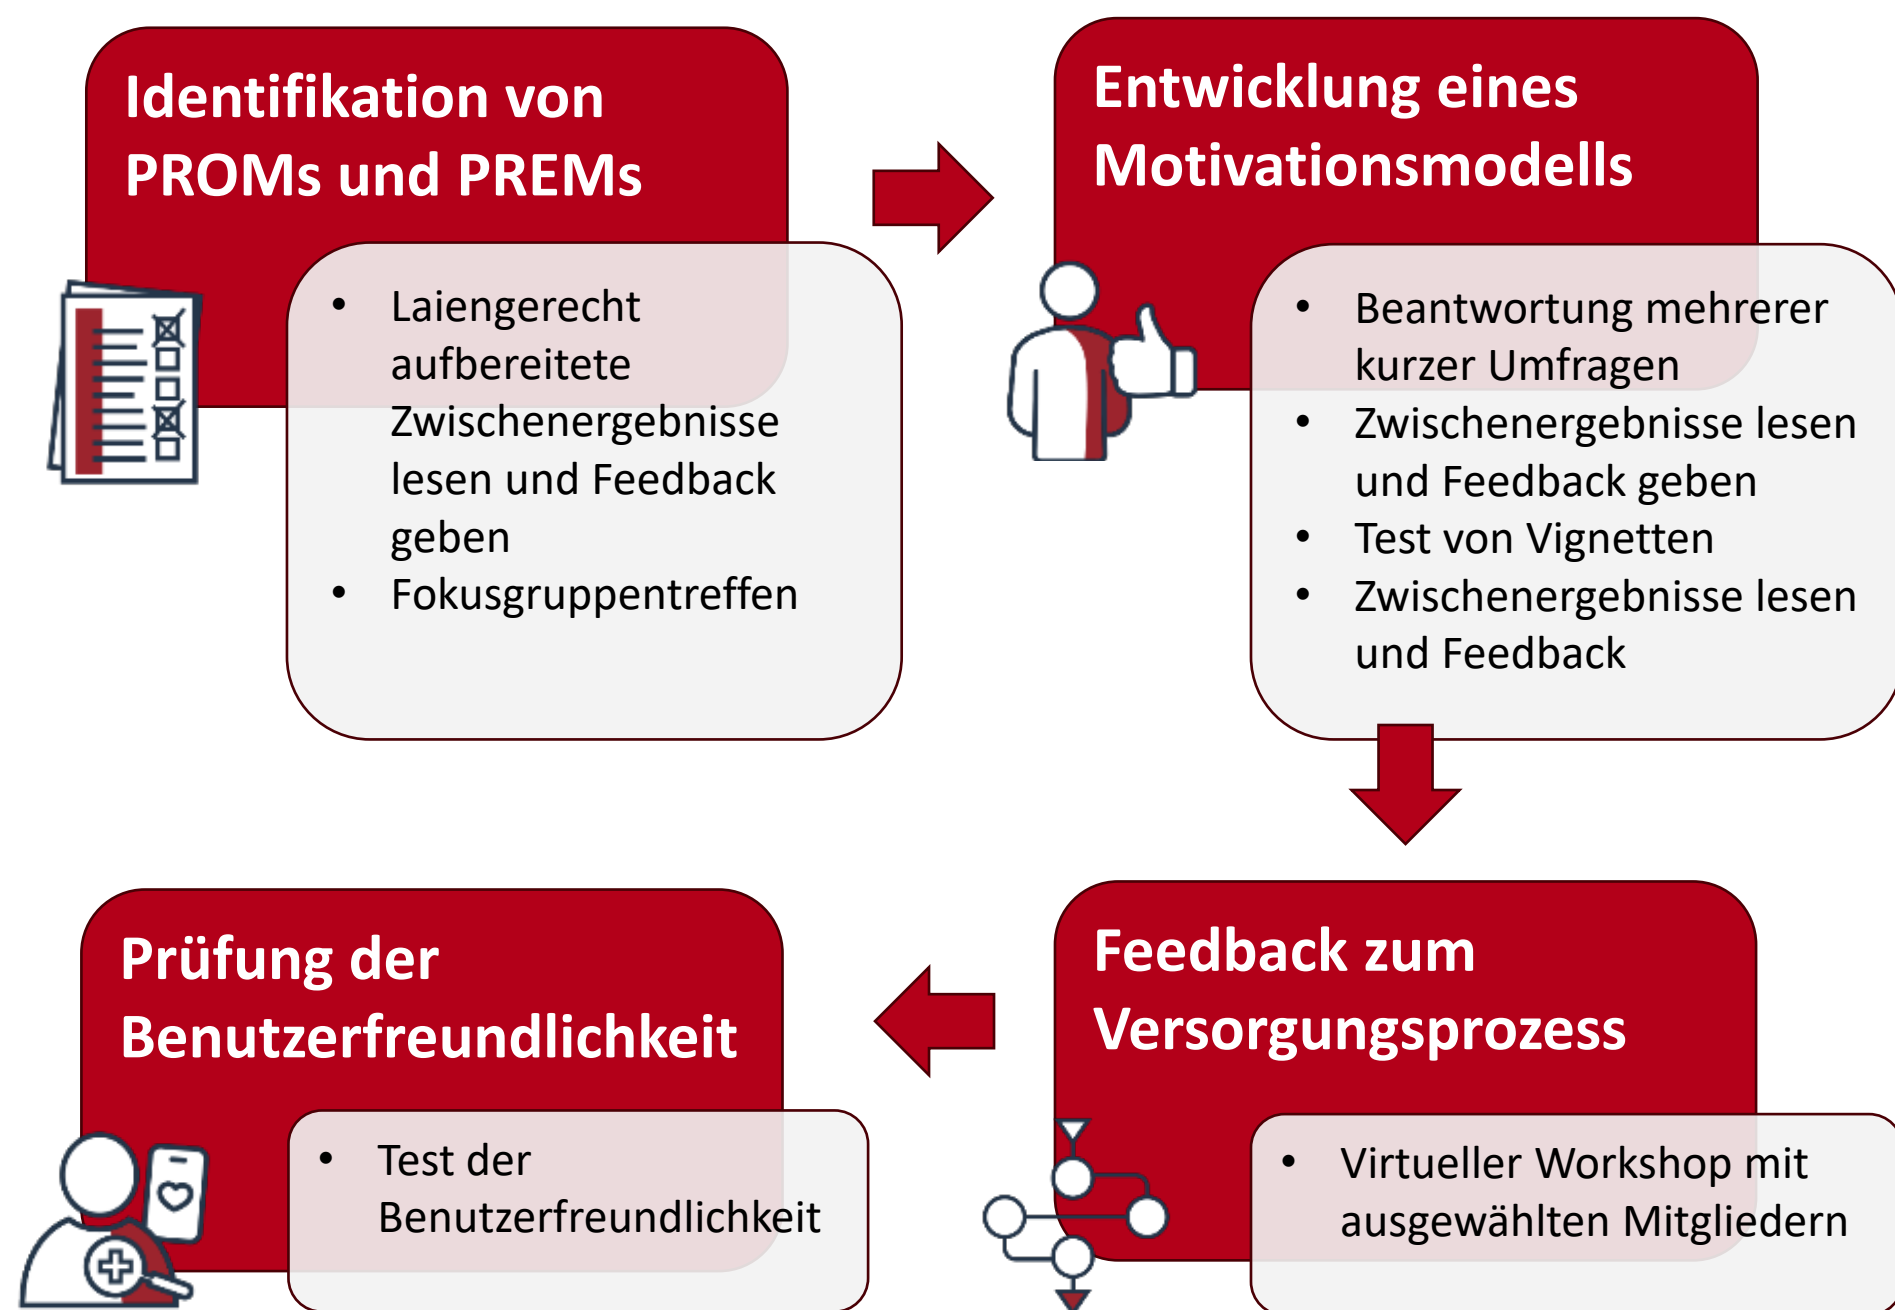 Identifikation von
PROMs und PREMs
• Laiengerecht
aufbereitete
Zwischenergebnisse
lesen und Feedback
geben
• Fokusgruppentreffen
Entwicklung eines
Motivationsmodells
• Beantwortung mehrerer
kurzer Umfragen
• Zwischenergebnisse lesen
und Feedback geben
• Test von Vignetten
• Zwischenergebnisse lesen
und Feedback
Feedback zum
Versorgungsprozess
• Virtueller Workshop mit
ausgewählten Mitgliedern
Prüfung der
Benutzerfreundlichkeit
• Test der
Benutzerfreundlichkeit